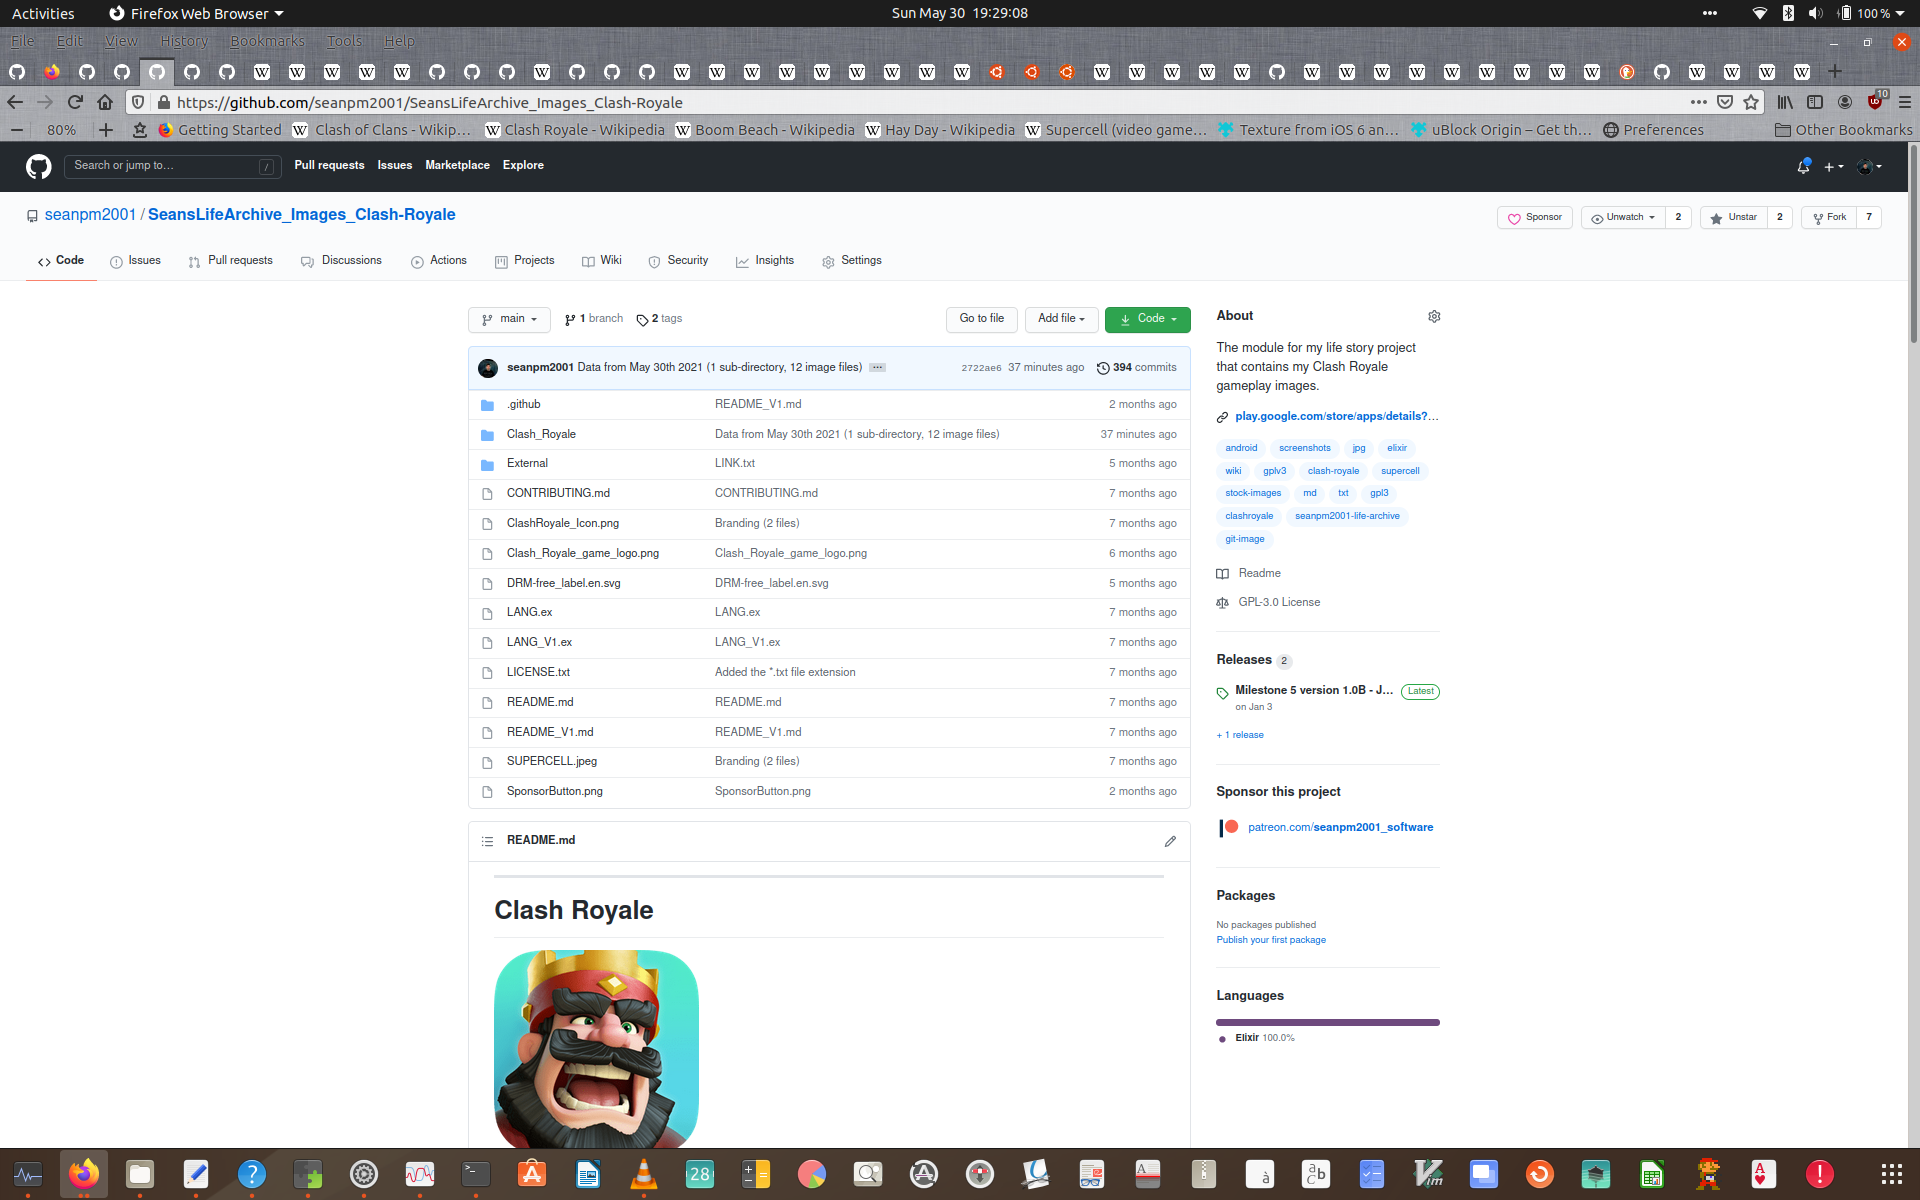 Activities
Firefox Web Browser
Sun May 30 19:29:08
100 %
File Edit View History Bookmarks Tools Help
https://github.com/seanpm2001/SeansLifeArchive_Images_Clash-Royale
10
80%
Getting Started
Clash of Clans - Wikip…
Clash Royale - Wikipedia
Boom Beach - Wikipedia
Hay Day - Wikipedia
Supercell (video game…
Texture from iOS 6 an…
uBlock Origin – Get th…
Preferences
Other Bookmarks
Search or jump to…
/
Pull requests Issues Marketplace Explore
seanpm2001 / SeansLifeArchive_Images_Clash-Royale
Sponsor
Unwatch 2
Unstar 2
Fork 7
Code Issues Pull requests Discussions Actions Projects Wiki Security Insights Settings
main
1 branch
2 tags
Go to file
Add file
Code
seanpm2001 Data from May 30th 2021 (1 sub-directory, 12 image files) …
2722ae6 37 minutes ago
394 commits
.github README_V1.md 2 months ago
Clash_Royale Data from May 30th 2021 (1 sub-directory, 12 image files) 37 minutes ago
External LINK.txt 5 months ago
CONTRIBUTING.md CONTRIBUTING.md 7 months ago
ClashRoyale_Icon.png Branding (2 files) 7 months ago
Clash_Royale_game_logo.png Clash_Royale_game_logo.png 6 months ago
DRM-free_label.en.svg DRM-free_label.en.svg 5 months ago
LANG.ex LANG.ex 7 months ago
LANG_V1.ex LANG_V1.ex 7 months ago
LICENSE.txt Added the *.txt file extension 7 months ago
README.md README.md 7 months ago
README_V1.md README_V1.md 7 months ago
SUPERCELL.jpeg Branding (2 files) 7 months ago
SponsorButton.png SponsorButton.png 2 months ago
README.md
Clash Royale
About
The module for my life story project
that contains my Clash Royale
gameplay images.
play.google.com/store/apps/details?…
android screenshots jpg elixir
wiki gplv3 clash-royale supercell
stock-images md txt gpl3
clashroyale seanpm2001-life-archive
git-image
Readme
GPL-3.0 License
Releases 2
Milestone 5 version 1.0B - J… Latest
on Jan 3
+ 1 release
Sponsor this project
patreon.com/seanpm2001_software
Packages
No packages published
Publish your first package
Languages
Elixir 100.0%
28